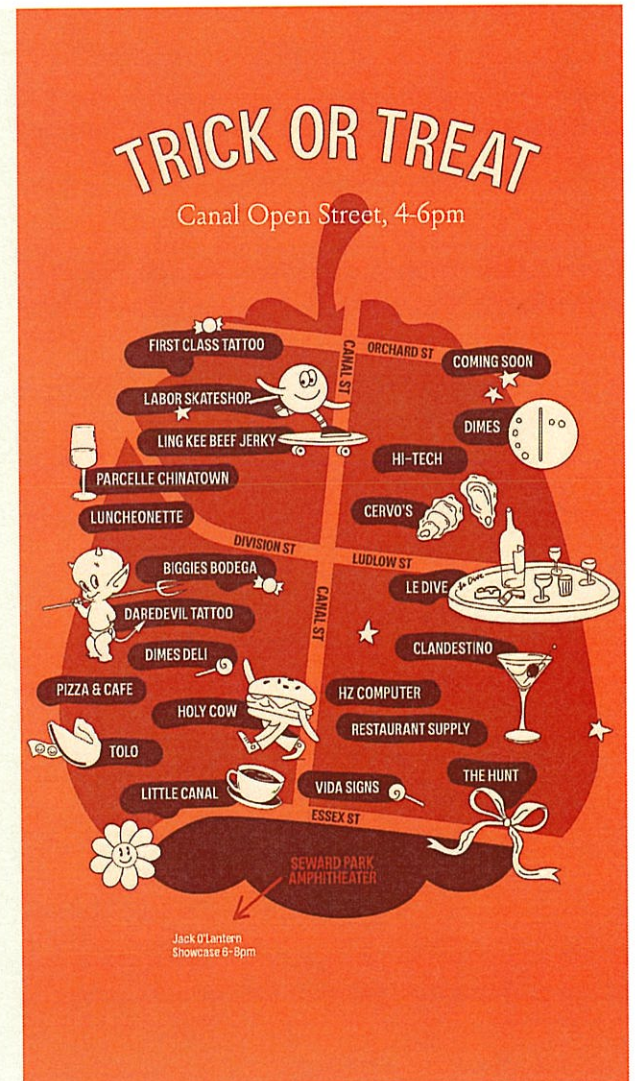 TRICK OR TREAT
Canal Open Street, 4-6pm
FIRST CLASS TATTOO
CANAL ST
ORCHARD ST
COMING SOON
LABOR SKATESHOP
DIMES
LING KEE BEEF JERKY
HI-TECH
PARCELLE CHINATOWN
LUNCHEONETTE
CERVO'S
DIVISION ST
LUDLOW ST
BIGGIES BODEGA
LE DIVE
Le Dive
CANAL ST
DAREDEVIL TATTOO
DIMES DELI
CLANDESTINO
PIZZA & CAFE
HOLY COW
HZ COMPUTER
RESTAURANT SUPPLY
TOLO
LITTLE CANAL
VIDA SIGNS
THE HUNT
ESSEX ST
SEWARD PARK
AMPHITHEATER
Jack O'Lantern
Showcase 6-8pm